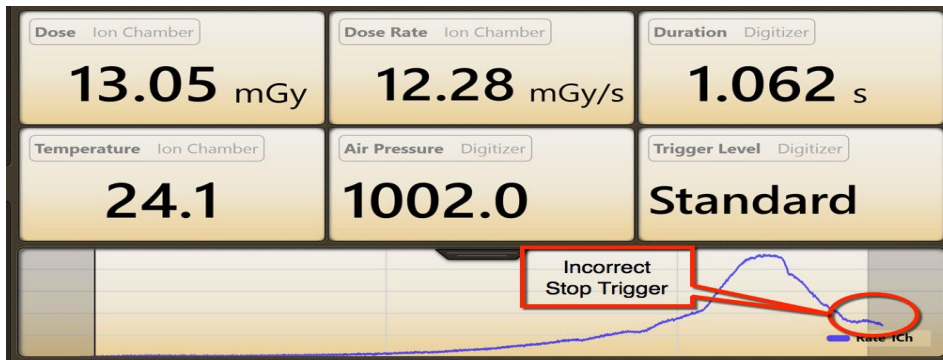 Dose Ion Chamber
13.05 mGy
Dose Rate Ion Chamber
12.28 mGy/s
Duration Digitizer
1.062 s
Temperature Ion Chamber
24.1
Air Pressure Digitizer
1002.0
Trigger Level Digitizer
Standard
Incorrect
Stop Trigger
Rate ICh